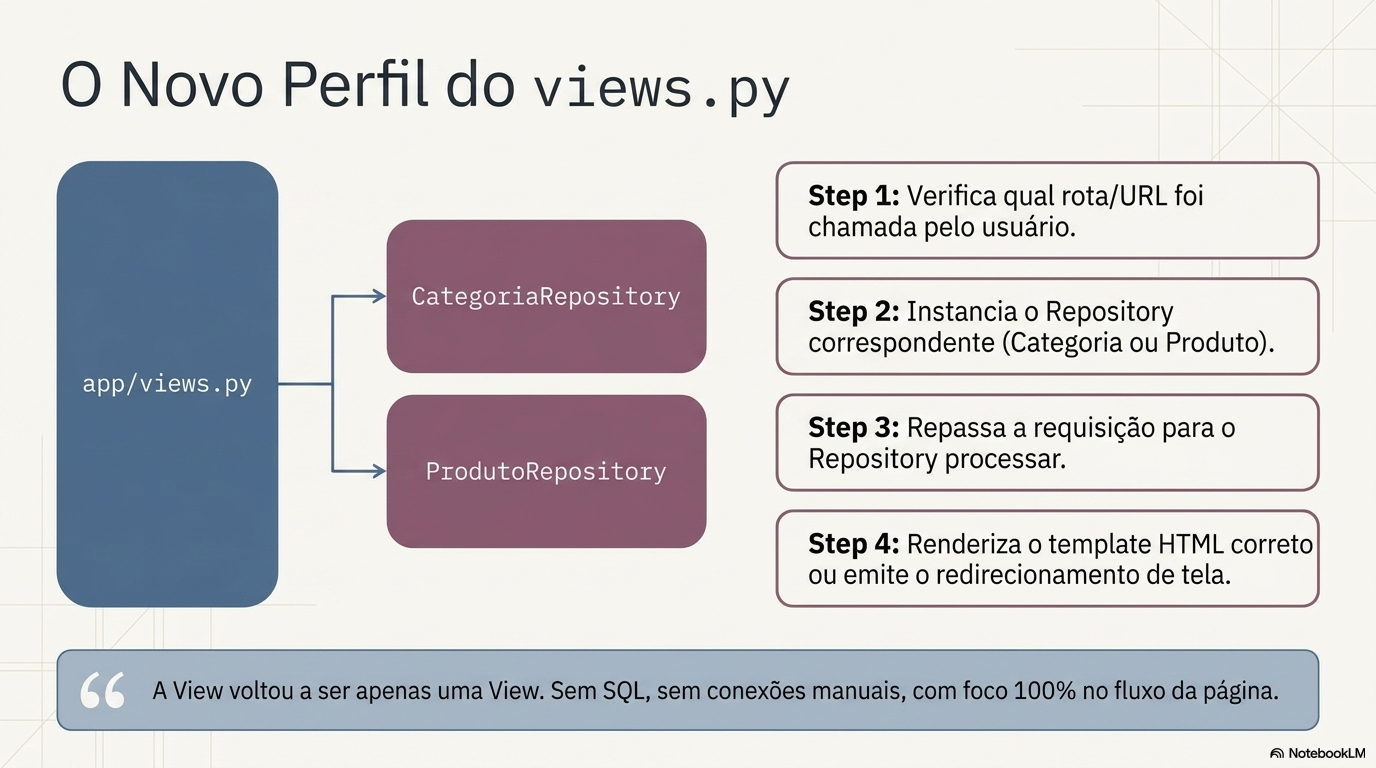 O Novo Perfil do views.py
app/views.py
CategoriaRepository
ProdutoRepository
Step 1: Verifica qual rota/URL foi
chamada pelo usuário.
Step 2: Instancia o Repository
correspondente (Categoria ou Produto).
Step 3: Repassa a requisição para o
Repository processar.
Step 4: Renderiza o template HTML correto
ou emite o redirecionamento de tela.
“ A View voltou a ser apenas uma View. Sem SQL, sem conexões manuais, com foco 100% no fluxo da página.
NotebookLM